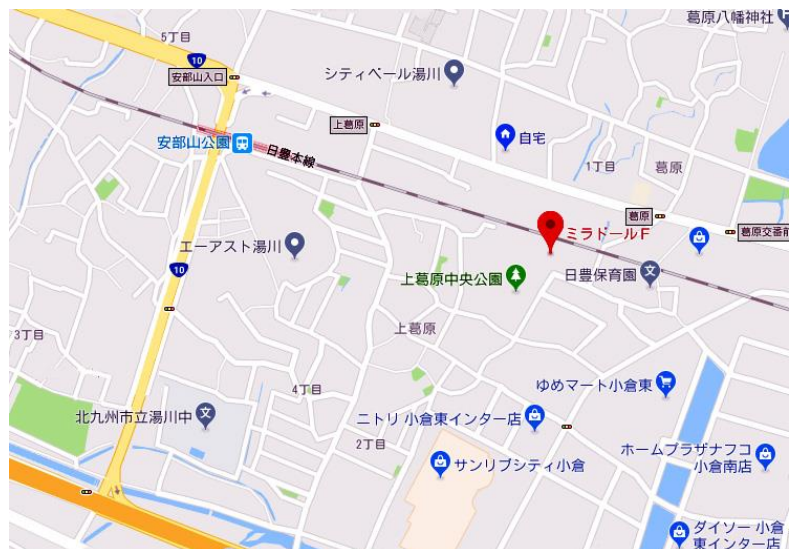 葛原八幡神社
5丁目
10
安部山入口
シティベール湯川
上葛原
安部山公園
日豊本線
自宅
1丁目
葛原
葛原
ミラドールF
葛原交番前
エーアスト湯川
10
上葛原中央公園
日豊保育園
上葛原
3丁目
4丁目
ゆめマート小倉東
北九州市立湯川中
ニトリ 小倉東インター店
2丁目
ホームプラザナフコ
小倉南店
サンリブシティ小倉
ダイソー 小倉
東インター店